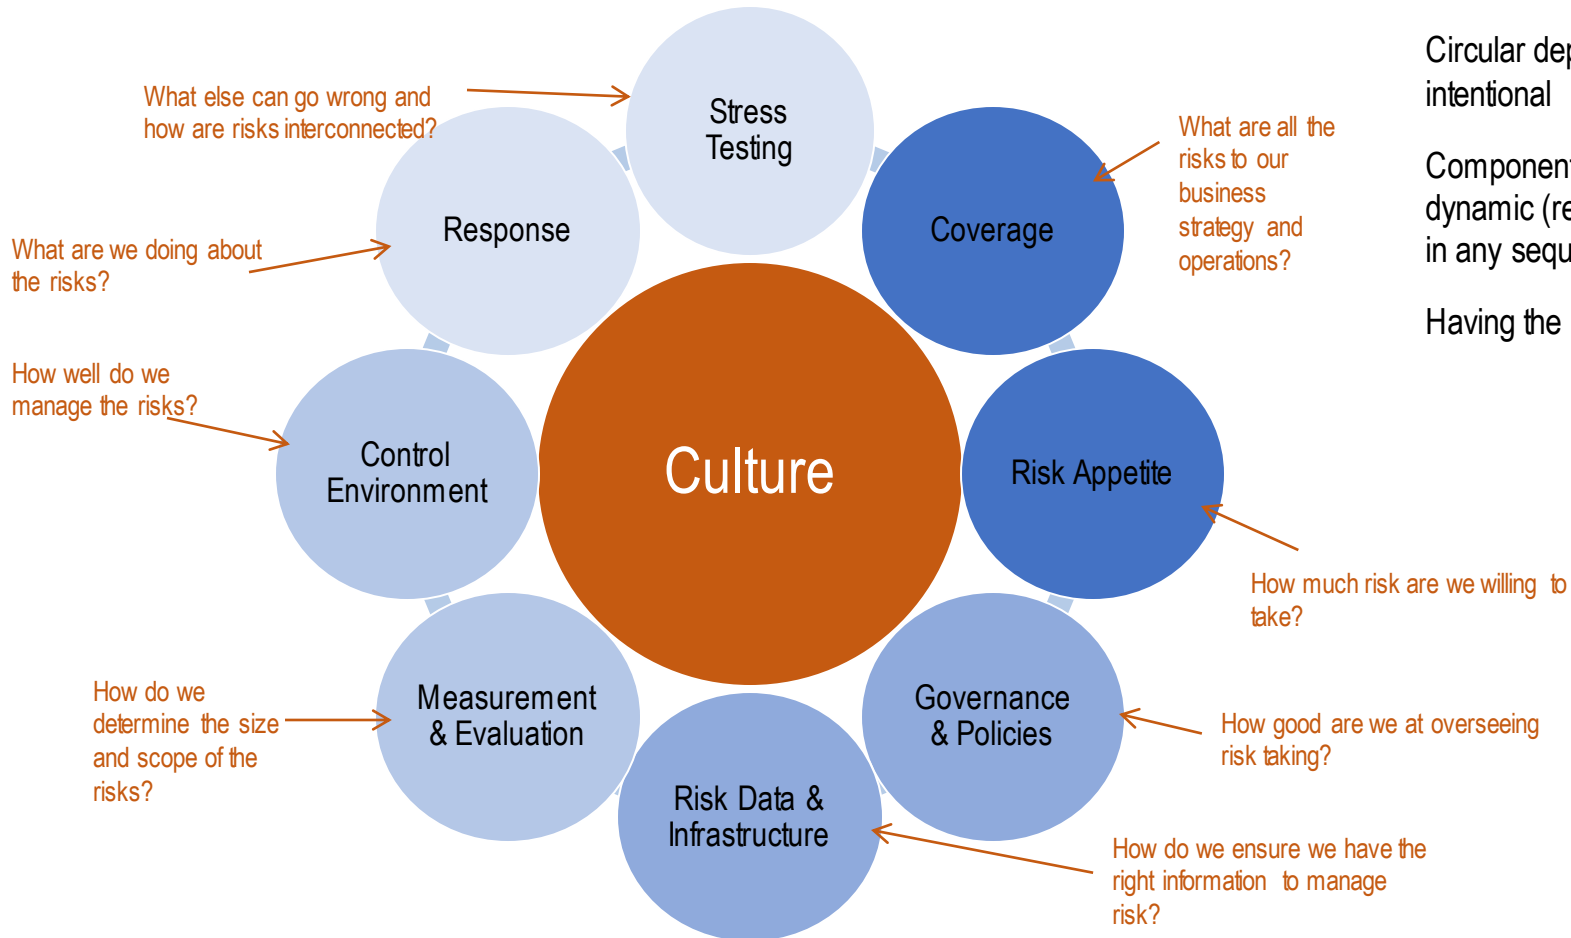 What else can go wrong and
how are risks interconnected?
Stress
Testing
What are all the
risks to our
business
strategy and
operations?
Circular
intentional
dynamic
in any
Having the
Response
Coverage
What are we doing about
the risks?
How well do we
manage the risks?
Control
Environment
Culture
Risk Appetite
How much risk are we willing to
take?
How do we
determine the size
and scope of the
risks?
Measurement
& Evaluation
Governance
& Policies
How good are we at overseeing
risk taking?
Risk Data &
Infrastructure
How do we ensure we have the
right information to manage
risk?